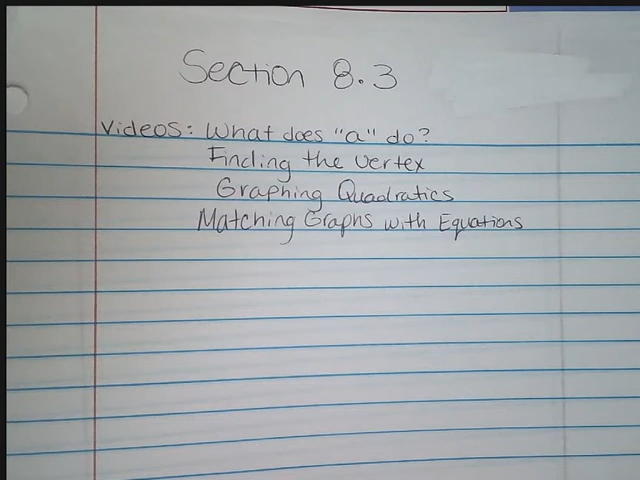 Section 8.3
Videos: What does "a" do?
Finding the vertex
Graphing Quadratics
Matching Graphs with Equations